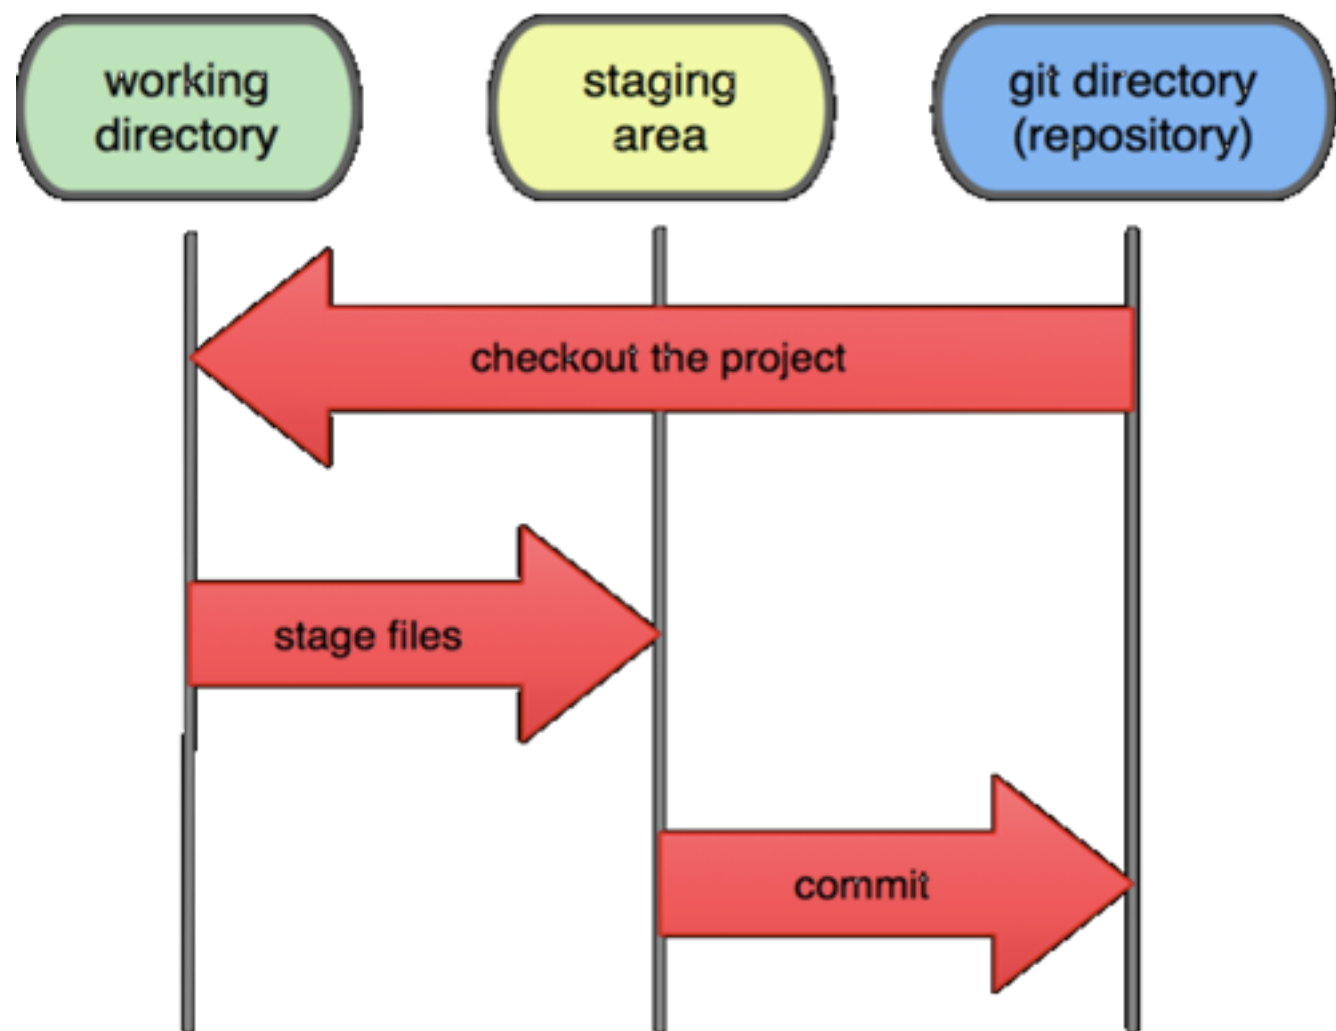 working
directory
staging
area
git directory
(repository)
checkout the project
stage files
commit